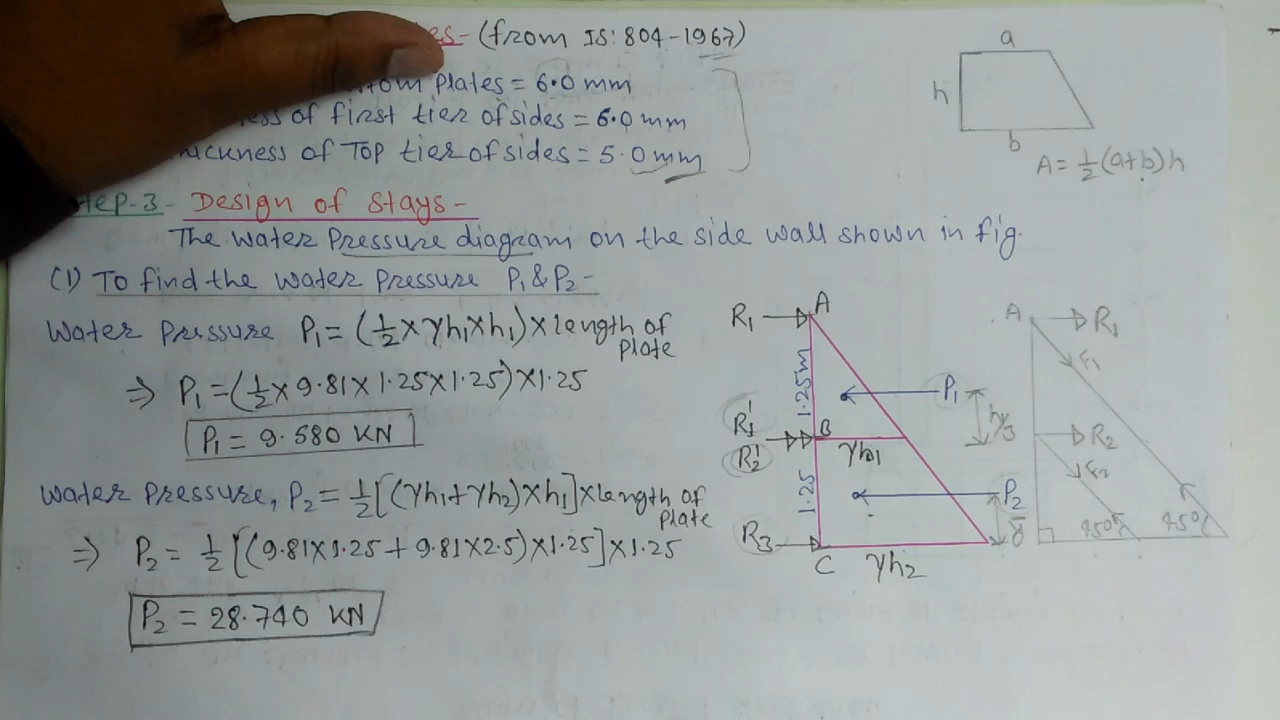 (from IS: 804-1967)
plates = 6.0 mm
of first tier of sides = 6.0 mm
thickness of Top tier of sides = 5.0 mm
a
h
b
A = ½(a+b)h
Step-3- Design of Stays-
The water pressure diagram on the side wall shown in fig.
(1) To find the water pressure P₁ & P₂ -
Water pressure P₁ = (½ × γh₁ × h₁) × length of plate
⇒ P₁ = (½ × 9.81 × 1.25 × 1.25) × 1.25
P₁ = 9.580 KN
Water pressure, P₂ = ½[(γh₁+γh₂)×h₁] × length of plate
⇒ P₂ = ½[(9.81×1.25 + 9.81×2.5)×1.25] × 1.25
P₂ = 28.740 KN
R₁
A
1.25m
P₁
h/3
R₁'
R₂'
B
γh₁
1.25
P₂
ȳ
R₃
C
γh₂
A
R₁
F₁
R₂
F₂
45°
45°